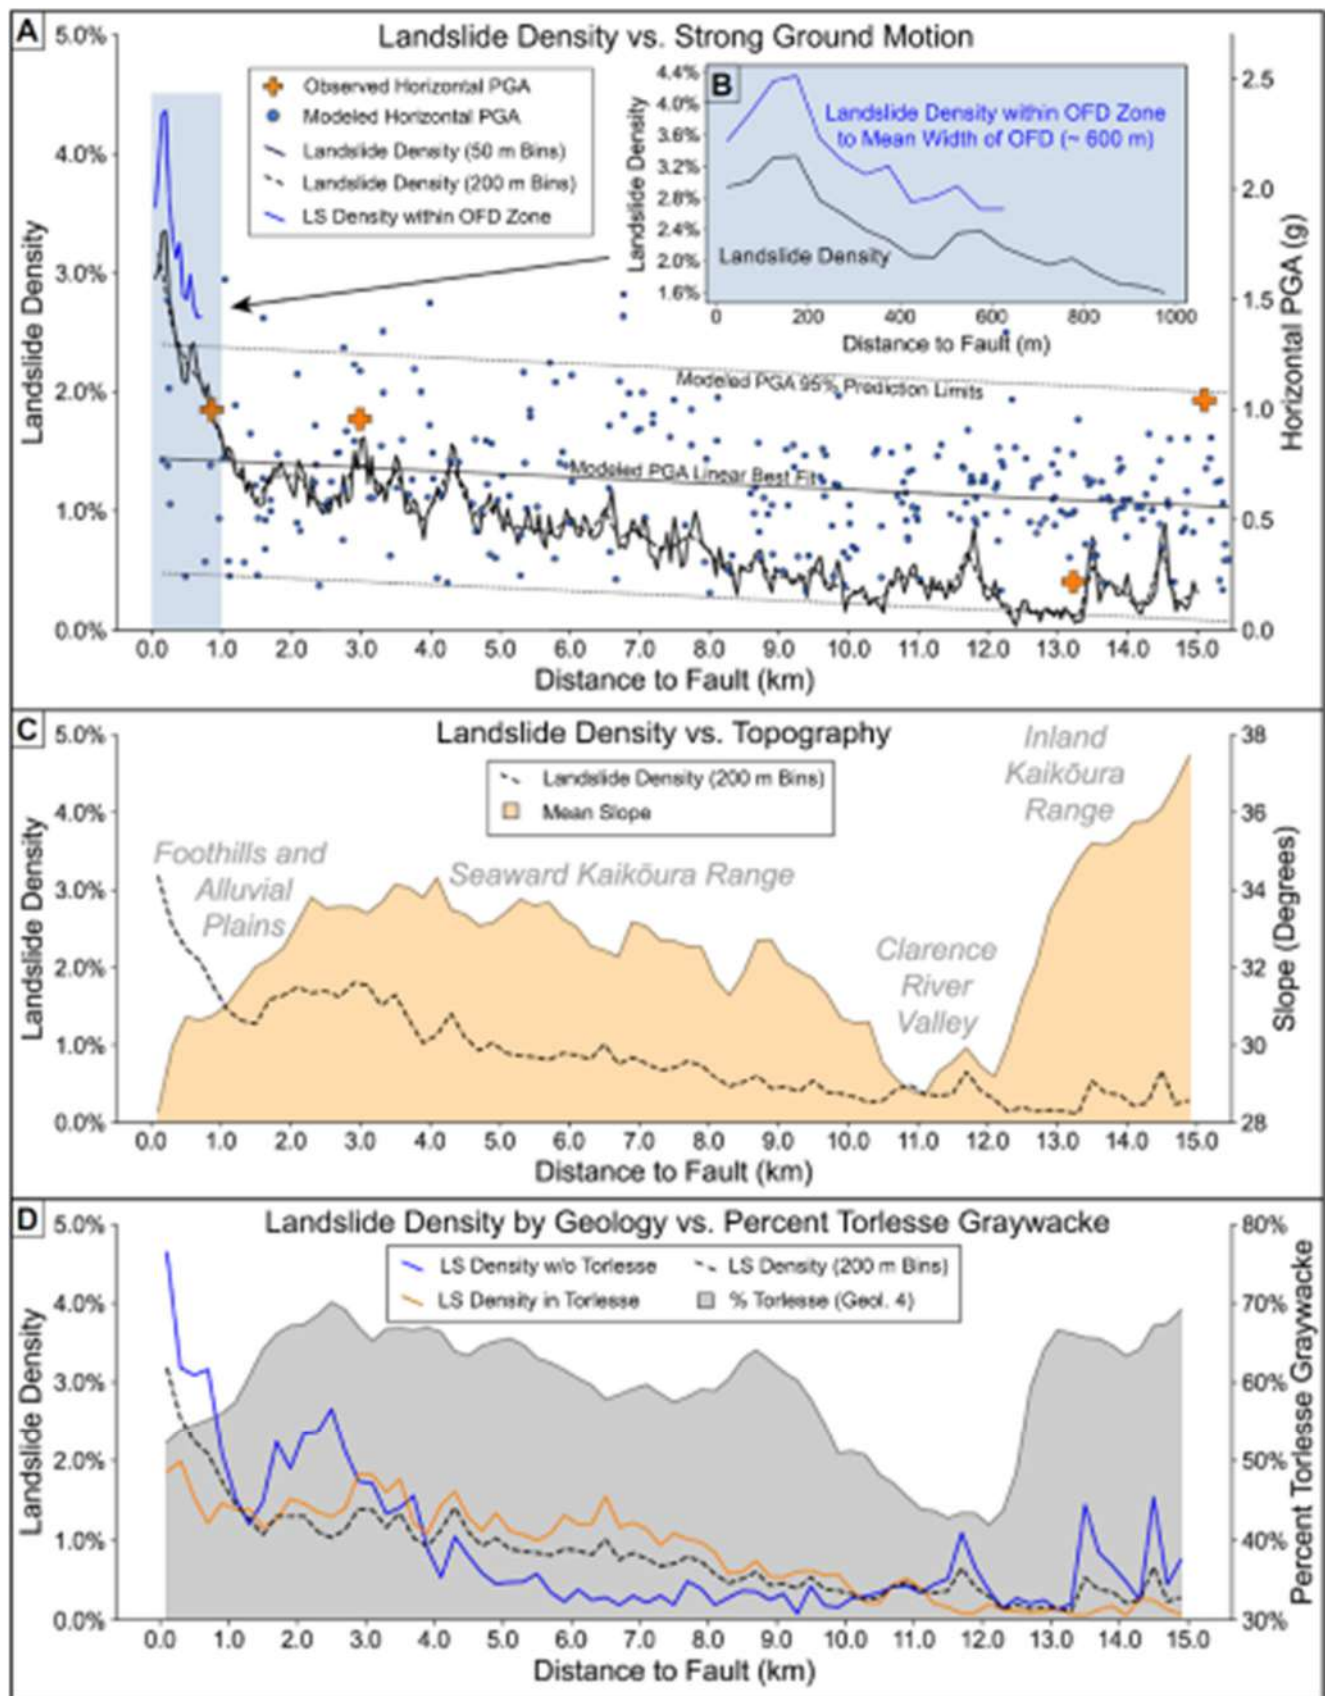 A
Landslide Density vs. Strong Ground Motion
5.0%
4.0%
3.0%
2.0%
1.0%
0.0%
Landslide Density
Observed Horizontal PGA
Modeled Horizontal PGA
Landslide Density (50 m Bins)
Landslide Density (200 m Bins)
LS Density within OFD Zone
B
4.4%
4.0%
3.6%
3.2%
2.8%
2.4%
2.0%
1.6%
Landslide Density
Landslide Density within OFD Zone
to Mean Width of OFD (~ 600 m)
Landslide Density
0 200 400 600 800 1000
Distance to Fault (m)
Modeled PGA 95% Prediction Limits
Modeled PGA Linear Best Fit
2.5
2.0
1.5
1.0
0.5
0.0
Horizontal PGA (g)
0.0 1.0 2.0 3.0 4.0 5.0 6.0 7.0 8.0 9.0 10.0 11.0 12.0 13.0 14.0 15.0
Distance to Fault (km)
C
Landslide Density vs. Topography
5.0%
4.0%
3.0%
2.0%
1.0%
0.0%
Landslide Density
Landslide Density (200 m Bins)
Mean Slope
Foothills and
Alluvial
Plains
Seaward Kaikōura Range
Clarence
River
Valley
Inland
Kaikōura
Range
38
36
34
32
30
28
Slope (Degrees)
0.0 1.0 2.0 3.0 4.0 5.0 6.0 7.0 8.0 9.0 10.0 11.0 12.0 13.0 14.0 15.0
Distance to Fault (km)
D
Landslide Density by Geology vs. Percent Torlesse Graywacke
5.0%
4.0%
3.0%
2.0%
1.0%
0.0%
Landslide Density
LS Density w/o Torlesse
LS Density (200 m Bins)
LS Density in Torlesse
% Torlesse (Geol. 4)
80%
70%
60%
50%
40%
30%
Percent Torlesse Graywacke
0.0 1.0 2.0 3.0 4.0 5.0 6.0 7.0 8.0 9.0 10.0 11.0 12.0 13.0 14.0 15.0
Distance to Fault (km)